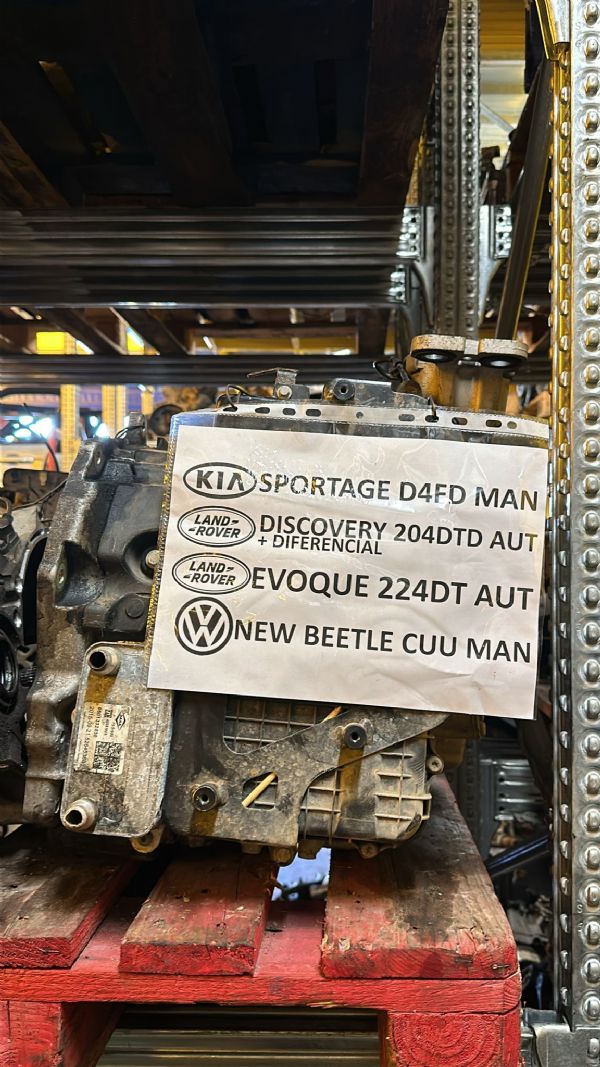 KIA SPORTAGE D4FD MAN
LAND-
-ROVER
DISCOVERY 204DTD AUT
+ DIFERENCIAL
LAND-
-ROVER
EVOQUE 224DT AUT
VW NEW BEETLE CUU MAN